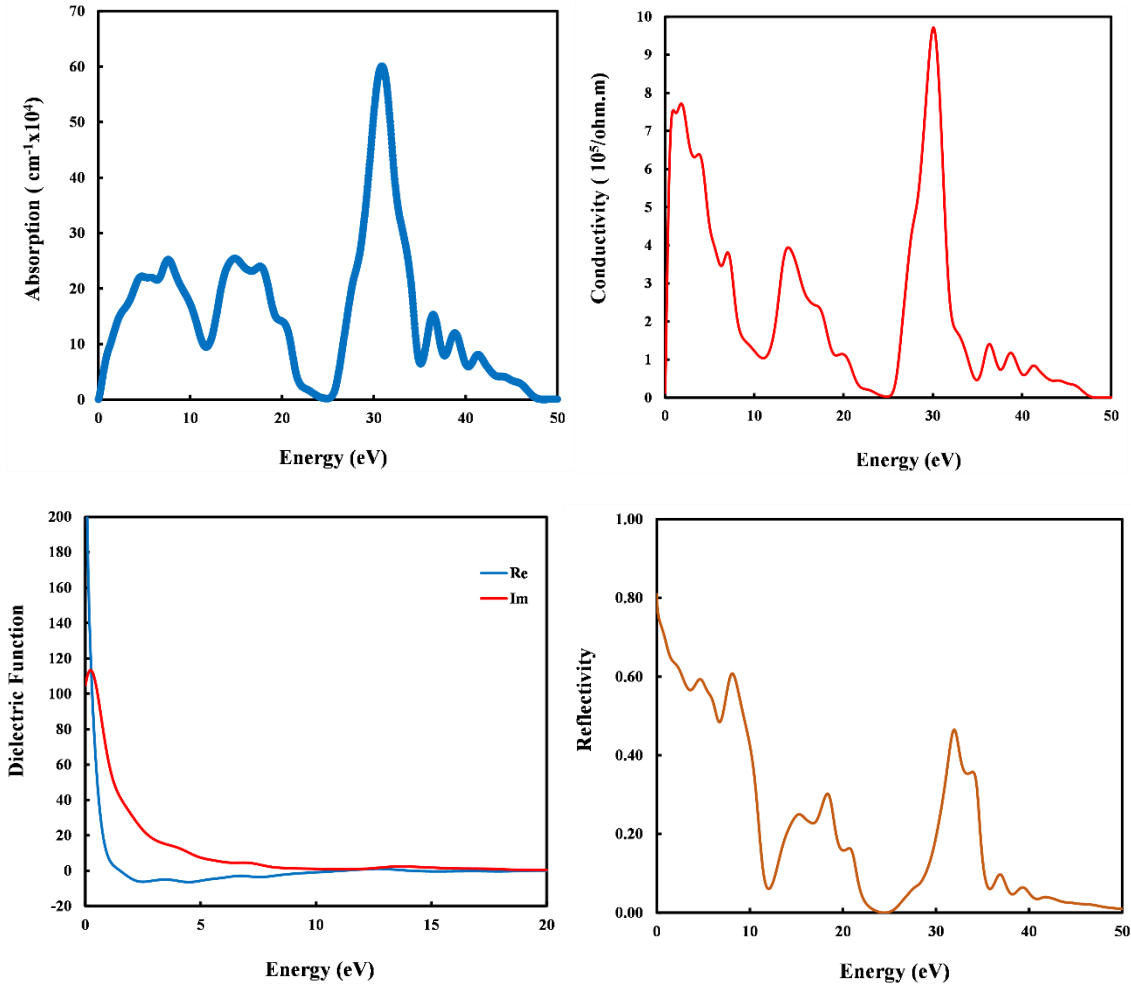 70
60
50
40
30
20
10
0
0 10 20 30 40 50
Absorption ( cm⁻¹x10⁴)
Energy (eV)
10
9
8
7
6
5
4
3
2
1
0
0 10 20 30 40 50
Conductivity ( 10⁵/ohm.m)
Energy (eV)
200
180
160
140
120
100
80
60
40
20
0
-20
0 5 10 15 20
Re
Im
Dielectric Function
Energy (eV)
1.00
0.80
0.60
0.40
0.20
0.00
0 10 20 30 40 50
Reflectivity
Energy (eV)